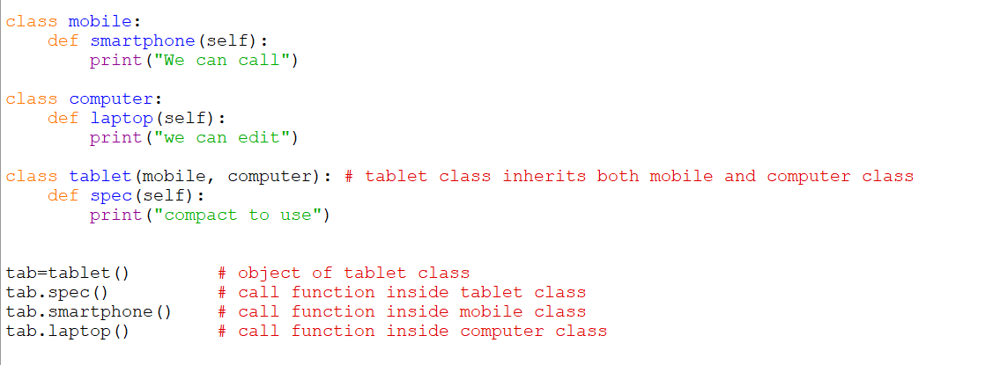 class mobile:
    def smartphone(self):
        print("We can call")
class computer:
    def laptop(self):
        print("we can edit")
class tablet(mobile, computer): # tablet class inherits both mobile and computer class
    def spec(self):
        print("compact to use")
tab=tablet()        # object of tablet class
tab.spec()          # call function inside tablet class
tab.smartphone()    # call function inside mobile class
tab.laptop()        # call function inside computer class